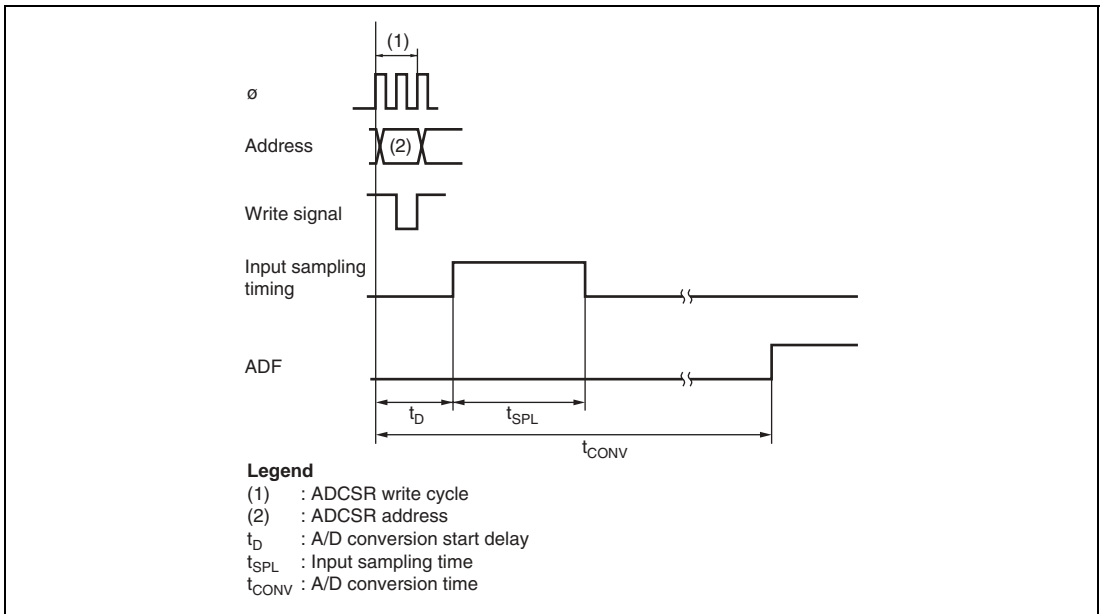 (1)
ø
Address
(2)
Write signal
Input sampling
timing
ADF
tD
tSPL
tCONV
Legend
(1) : ADCSR write cycle
(2) : ADCSR address
tD : A/D conversion start delay
tSPL : Input sampling time
tCONV : A/D conversion time